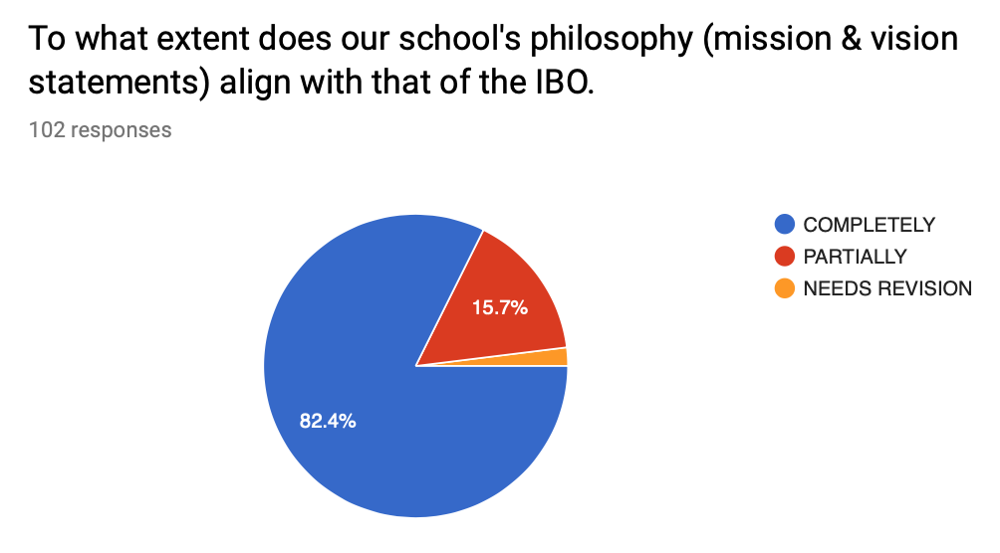 To what extent does our school's philosophy (mission & vision
statements) align with that of the IBO.
102 responses
COMPLETELY
PARTIALLY
NEEDS REVISION
15.7%
82.4%